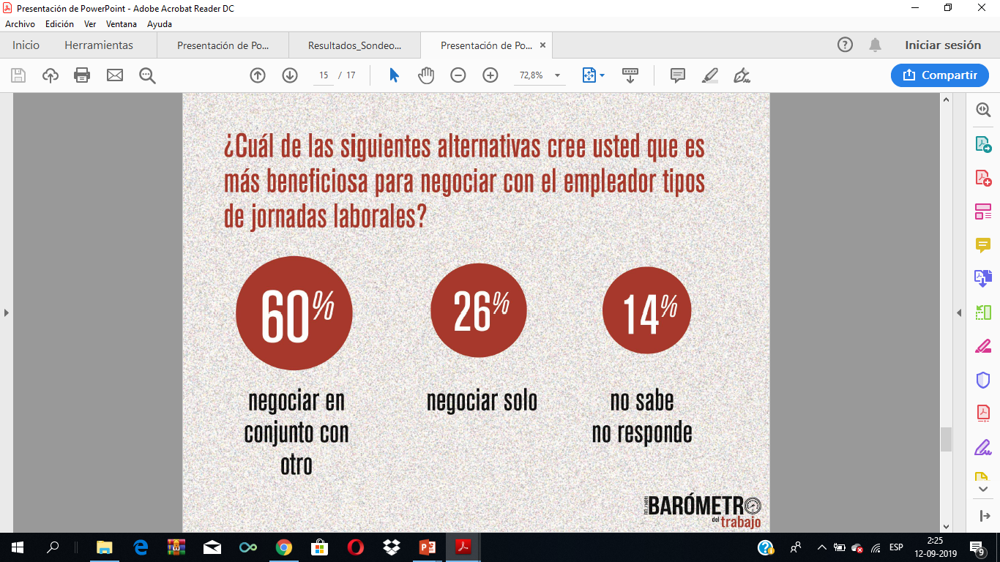 Presentación de PowerPoint - Adobe Acrobat Reader DC
Archivo Edición Ver Ventana Ayuda
Inicio Herramientas Presentación de Po... Resultados_Sondeo... Presentación de Po... Iniciar sesión
15 / 17 72,8% Compartir
¿Cuál de las siguientes alternativas cree usted que es
más beneficiosa para negociar con el empleador tipos
de jornadas laborales?
60% 26% 14%
negociar en
conjunto con
otro
negociar solo
no sabe
no responde
BARÓMETRO
del trabajo
ESP
2:25
12-09-2019
9